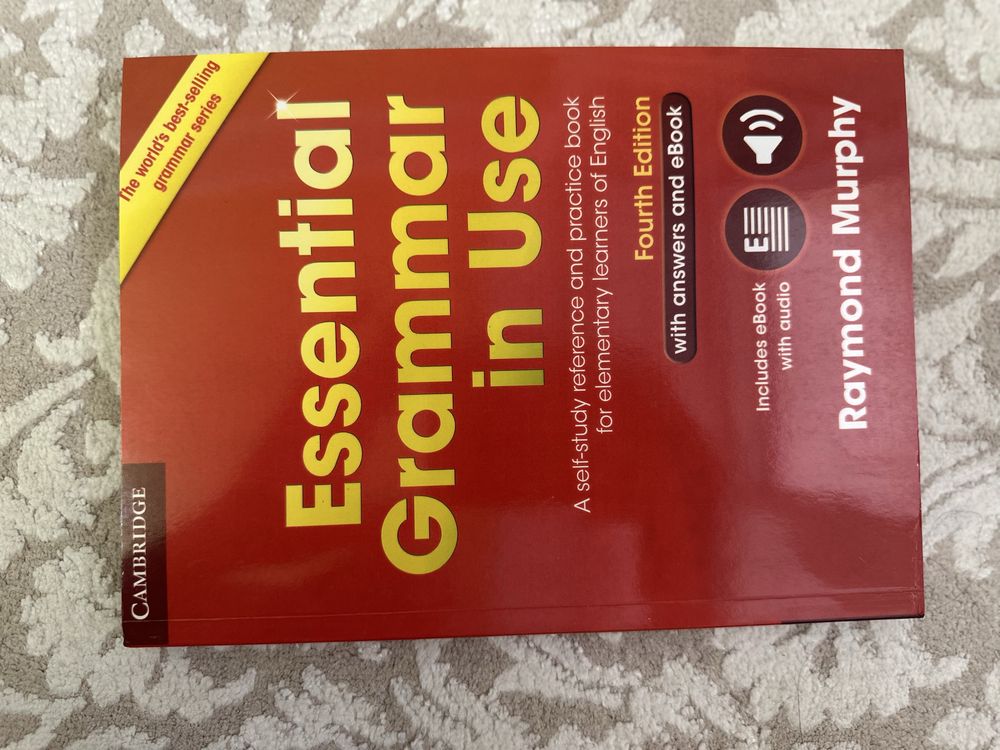 CAMBRIDGE
The world's best-selling
grammar series
Essential
Grammar
in Use
A self-study reference and practice book
for elementary learners of English
Fourth Edition
with answers and eBook
E
Includes eBook
with audio
Raymond Murphy